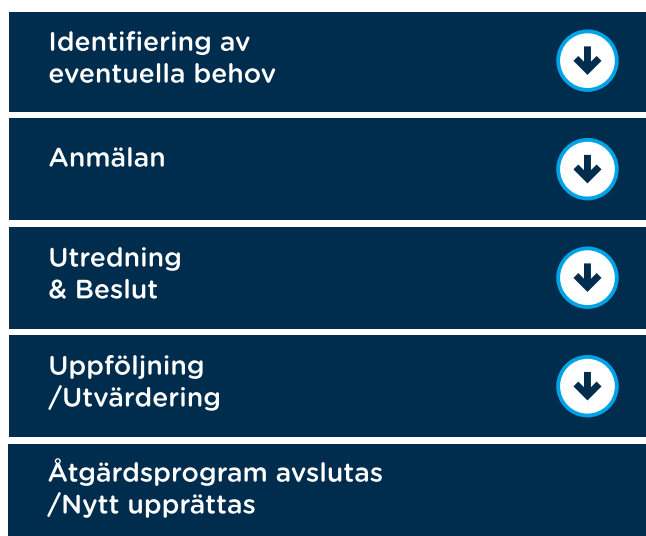 Identifiering av
eventuella behov
Anmälan
Utredning
& Beslut
Uppföljning
/Utvärdering
Åtgärdsprogram avslutas
/Nytt upprättas